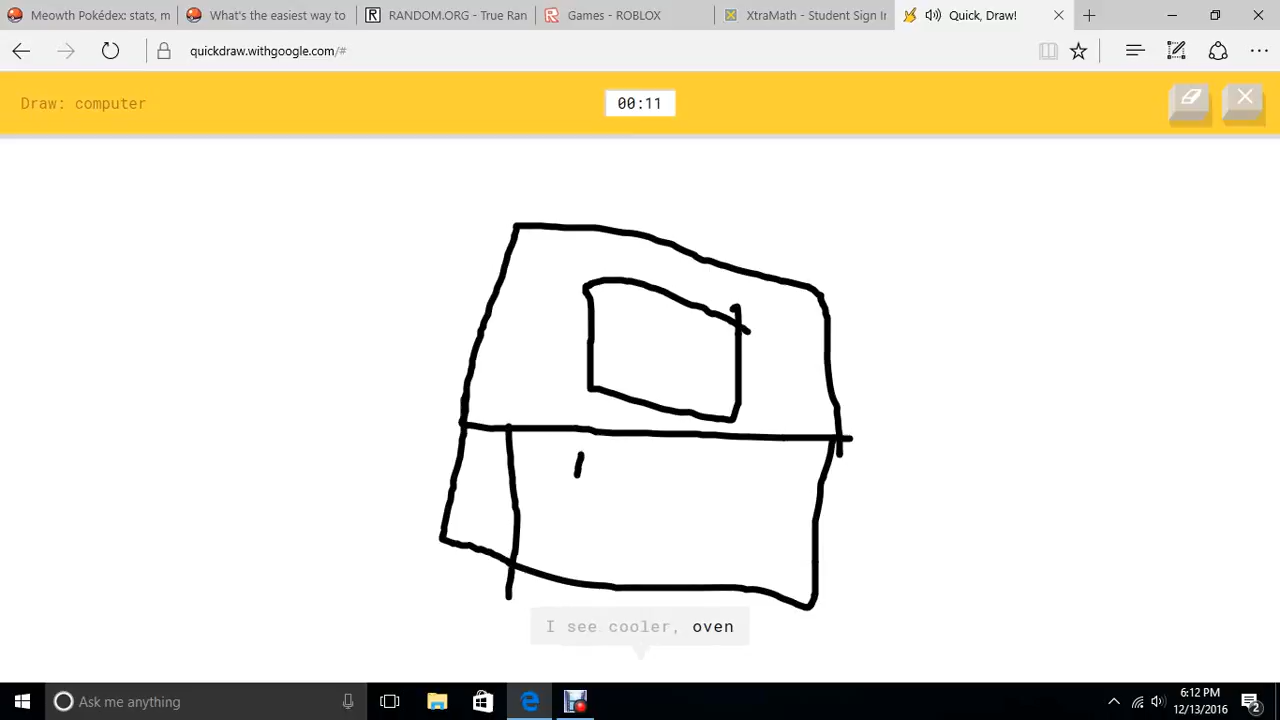 Meowth Pokédex: stats, m
What's the easiest way to
RANDOM.ORG - True Ran
Games - ROBLOX
XtraMath - Student Sign In
Quick, Draw!
quickdraw.withgoogle.com/#
Draw: computer
00:11
I see cooler, oven
Ask me anything
6:12 PM
12/13/2016
2